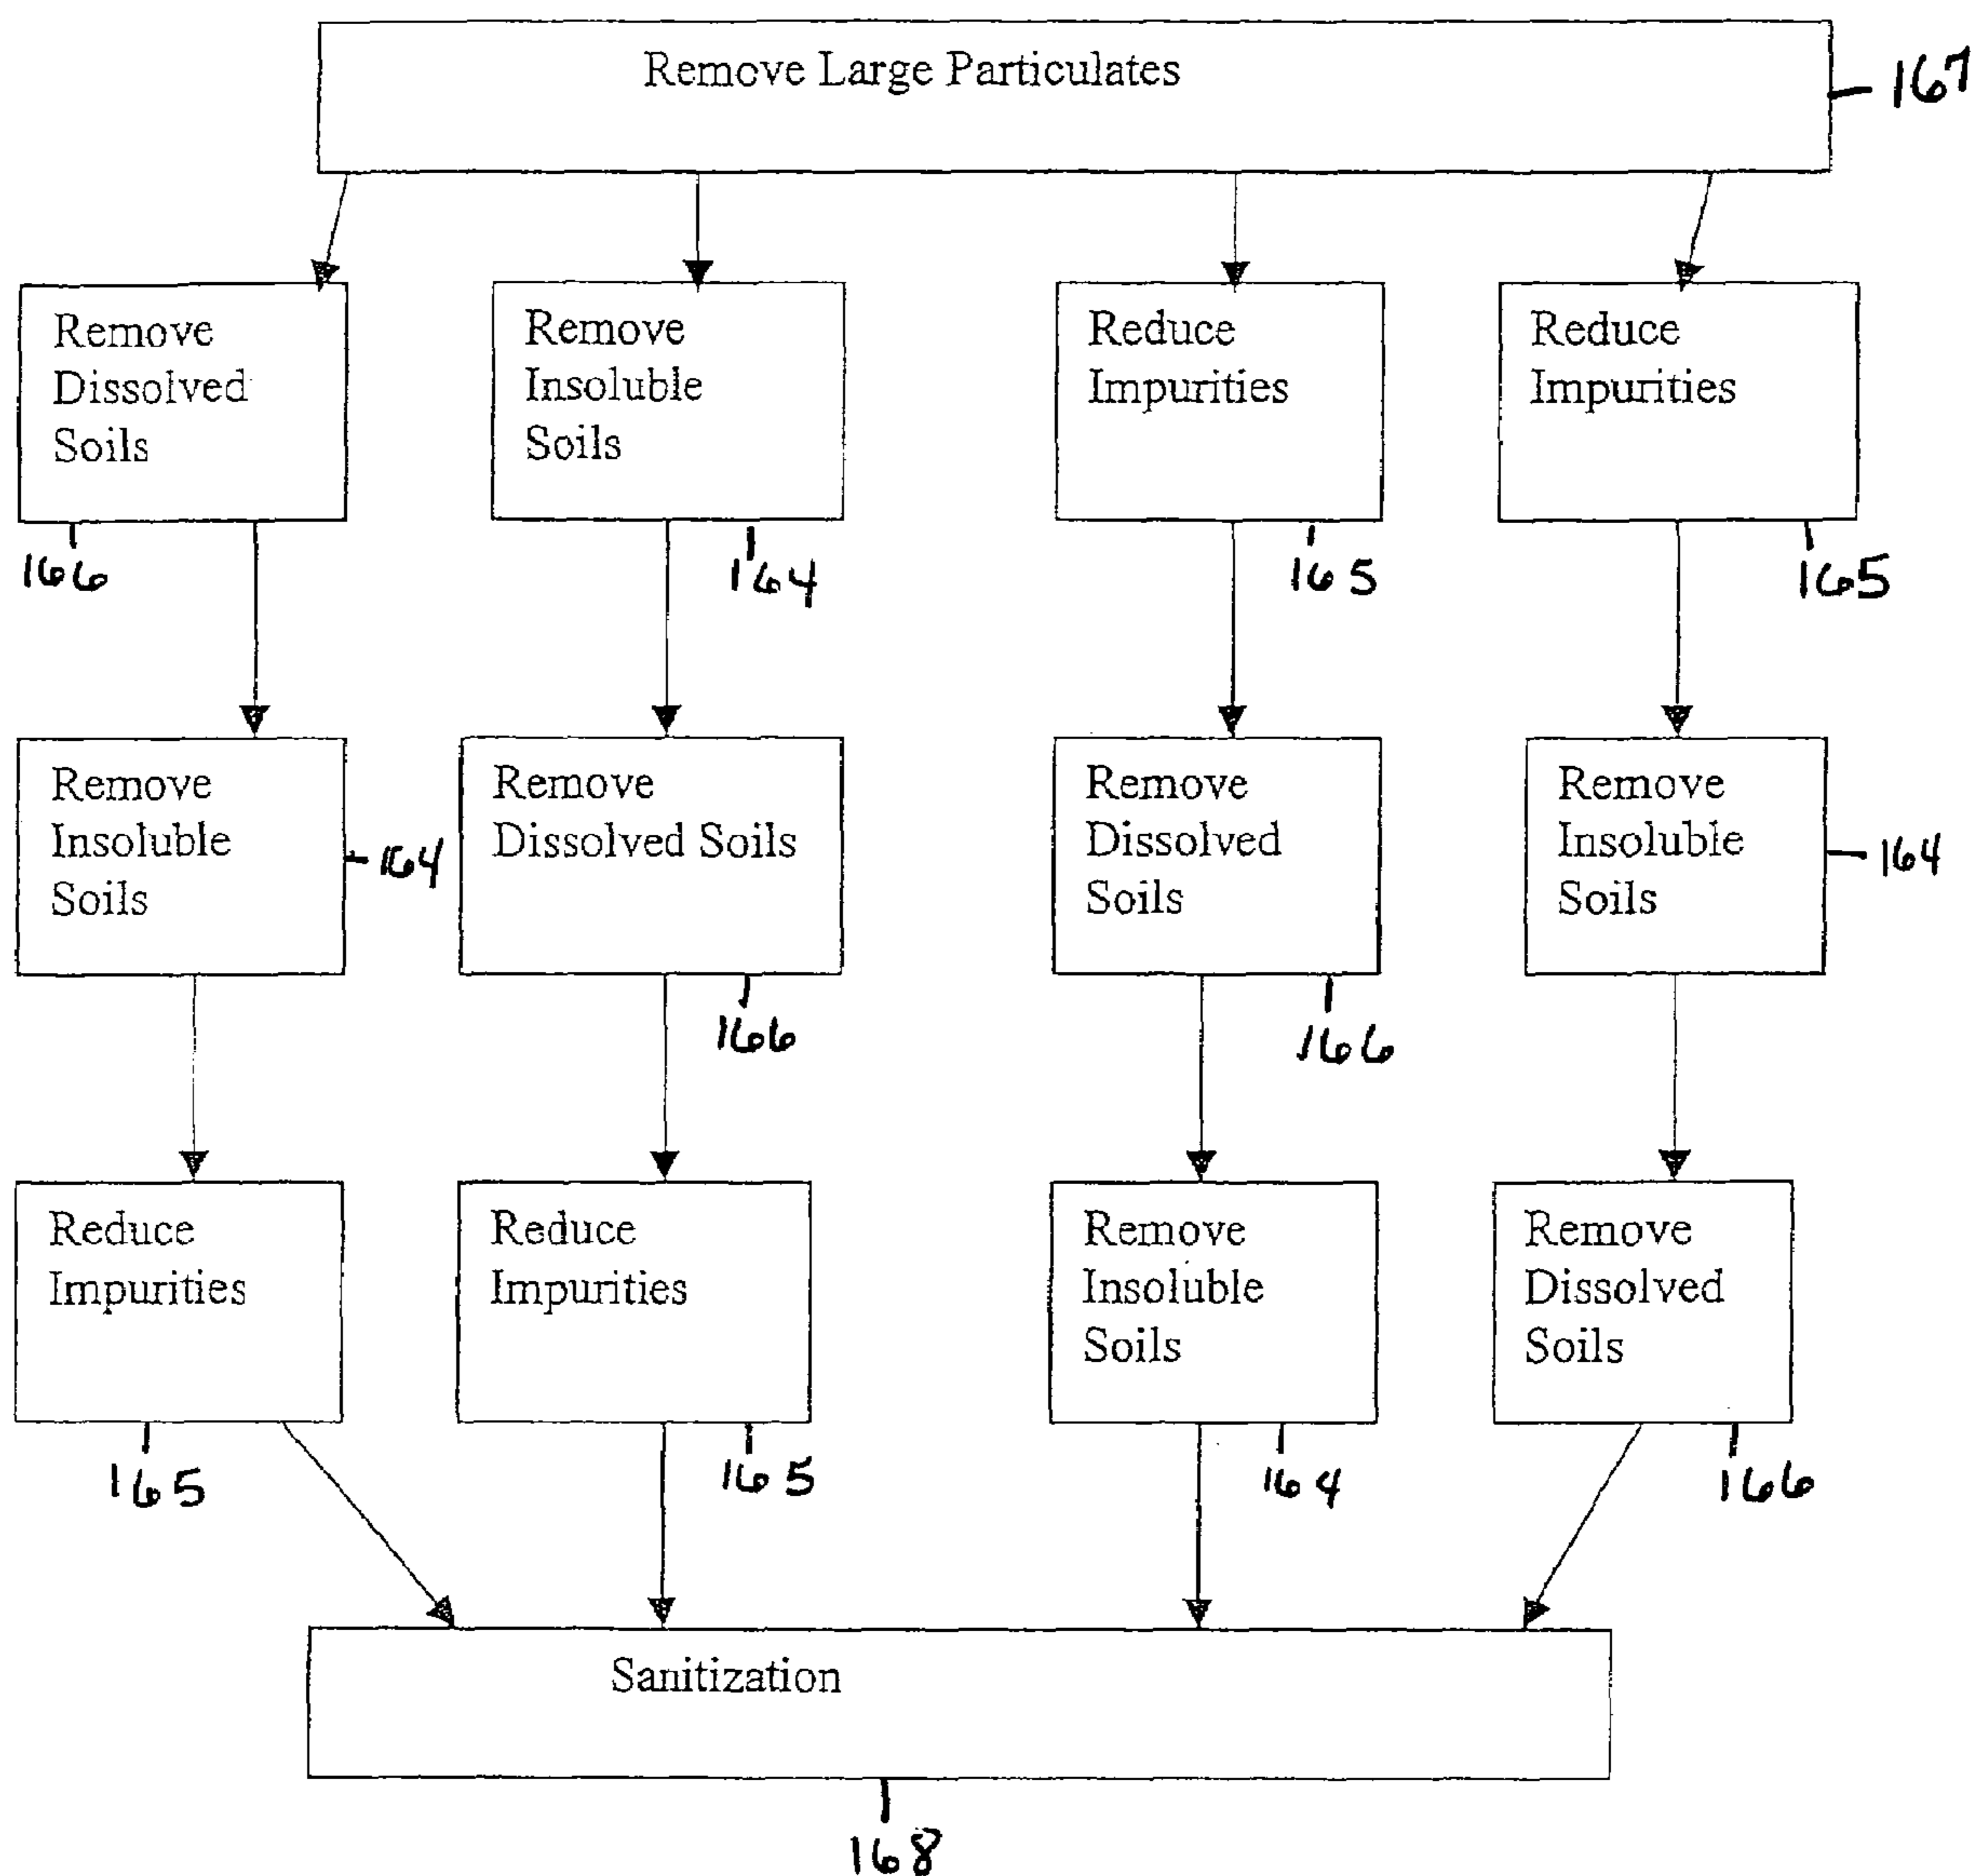 Remove Large Particulates
167
Remove
Dissolved
Soils
166
Remove
Insoluble
Soils
164
Reduce
Impurities
165
Reduce
Impurities
165
Remove
Insoluble
Soils
164
Remove
Dissolved Soils
166
Remove
Dissolved
Soils
166
Remove
Insoluble
Soils
164
Reduce
Impurities
165
Reduce
Impurities
165
Remove
Insoluble
Soils
164
Remove
Dissolved
Soils
166
Sanitization
168